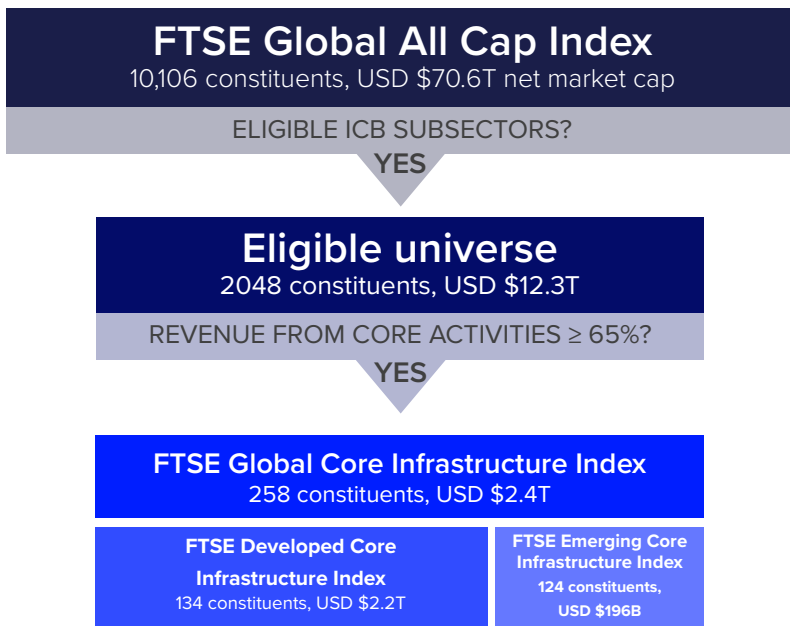 FTSE Global All Cap Index
10,106 constituents, USD $70.6T net market cap
ELIGIBLE ICB SUBSECTORS?
YES
Eligible universe
2048 constituents, USD $12.3T
REVENUE FROM CORE ACTIVITIES ≥ 65%?
YES
FTSE Global Core Infrastructure Index
258 constituents, USD $2.4T
FTSE Developed Core
Infrastructure Index
134 constituents, USD $2.2T
FTSE Emerging Core
Infrastructure Index
124 constituents,
USD $196B